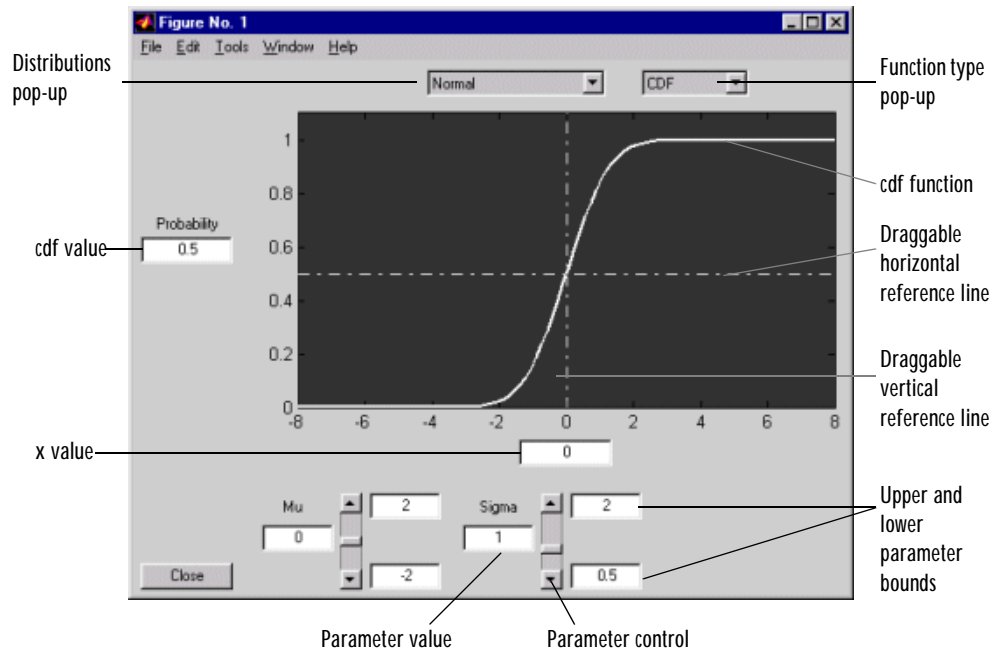 Figure No. 1
File Edit Tools Window Help
Distributions
pop-up
Normal
CDF
Function type
pop-up
1
0.8
0.6
0.4
0.2
0
-8 -6 -4 -2 0 2 4 6 8
cdf function
Probability
cdf value
0.5
Draggable
horizontal
reference line
Draggable
vertical
reference line
x value
0
Mu
0
2
-2
Sigma
1
2
0.5
Upper and
lower
parameter
bounds
Close
Parameter value
Parameter control